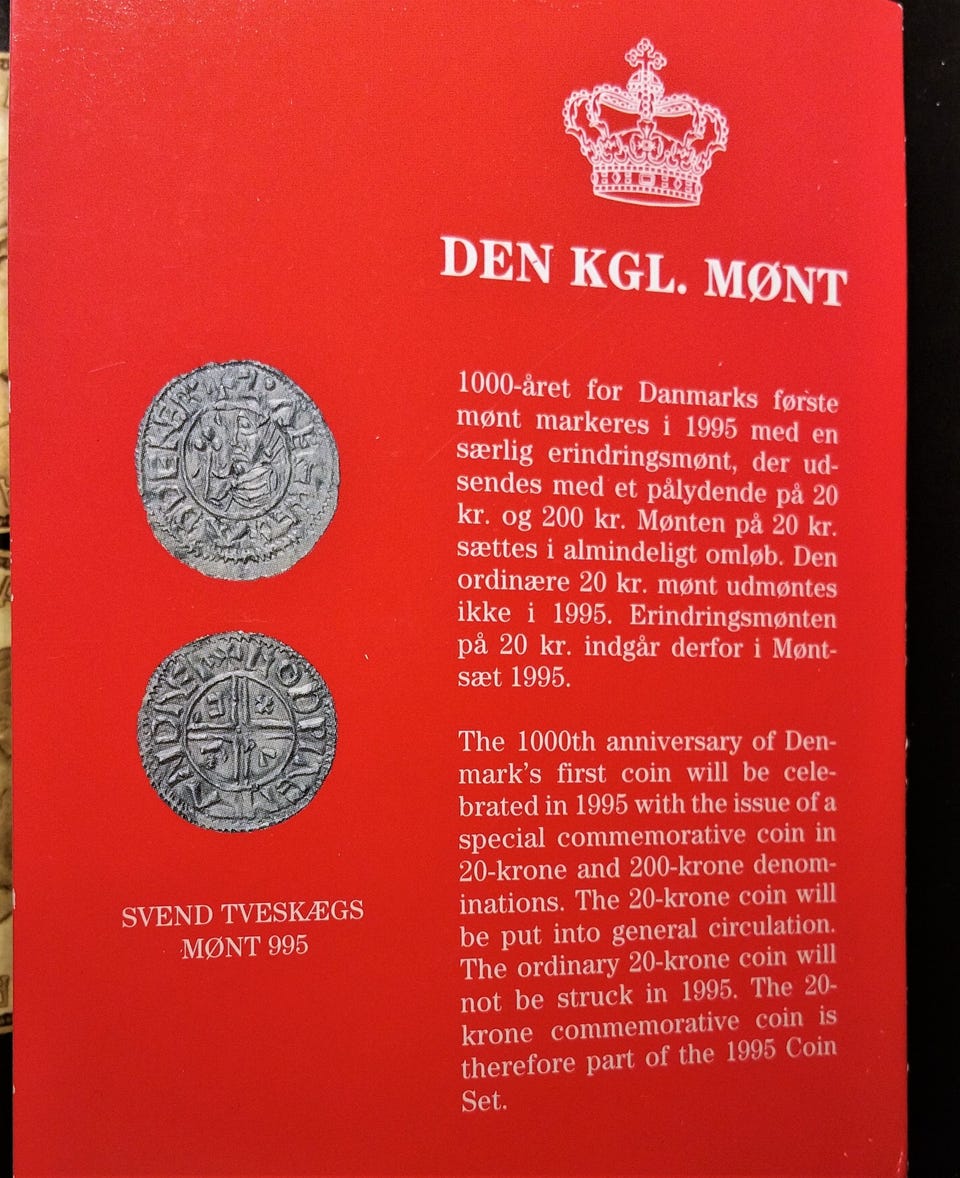 DEN KGL. MØNT
1000-året for Danmarks første
mønt markeres i 1995 med en
særlig erindringsmønt, der ud-
sendes med et pålydende på 20
kr. og 200 kr. Mønten på 20 kr.
sættes i almindeligt omløb. Den
ordinære 20 kr. mønt udmøntes
ikke i 1995. Erindringsmønten
på 20 kr. indgår derfor i Mønt-
sæt 1995.
The 1000th anniversary of Den-
mark's first coin will be cele-
brated in 1995 with the issue of a
special commemorative coin in
20-krone and 200-krone denom-
inations. The 20-krone coin will
be put into general circulation.
The ordinary 20-krone coin will
not be struck in 1995. The 20-
krone commemorative coin is
therefore part of the 1995 Coin
Set.
SVEND TVESKÆGS
MØNT 995